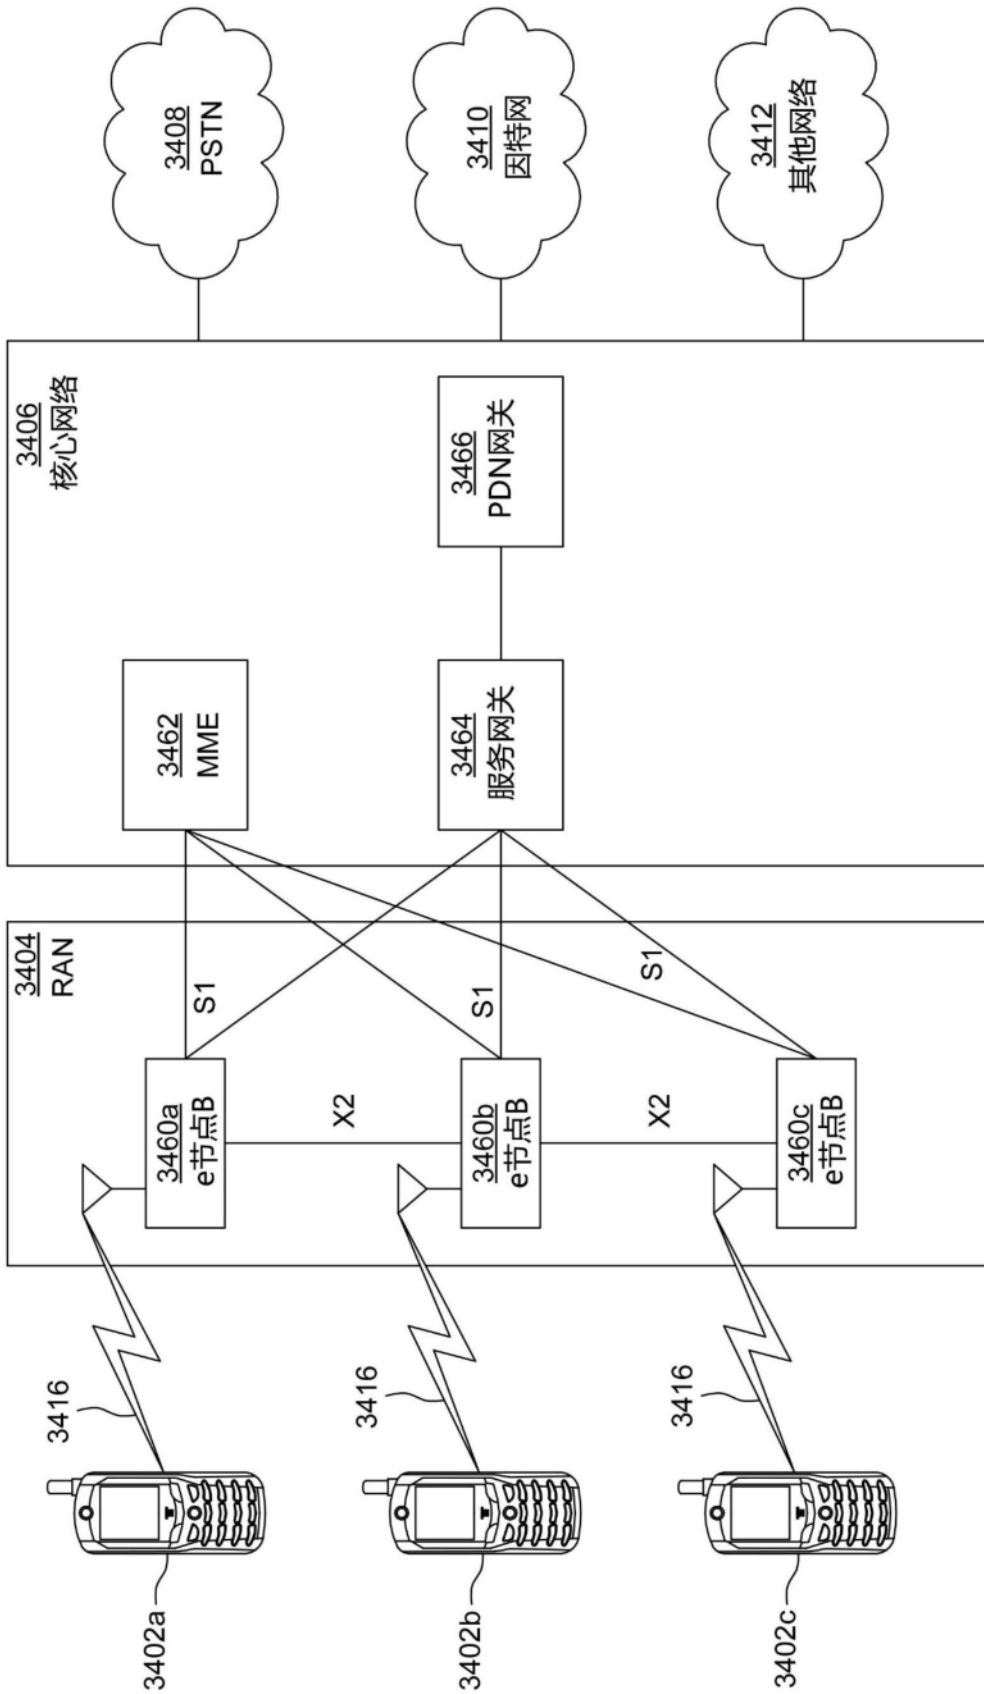 3408
PSTN
3410
因特网
3412
其他网络
3406
核心网络
3466
PDN网关
3462
MME
3464
服务网关
3404
RAN
S1
S1
S1
3460a
e节点B
X2
3460b
e节点B
X2
3460c
e节点B
3416
3416
3416
3402a
3402b
3402c